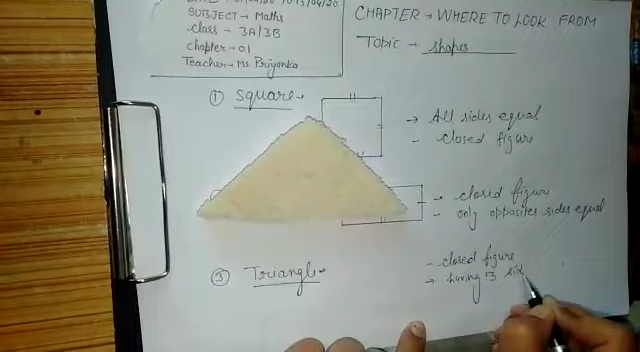 SUBJECT → Maths
class = 3A/3B
chapter → 01
Teacher → Ms Priyanka
CHAPTER → WHERE TO LOOK FROM
Topic → shapes
① Square →
→ All sides equal
- closed figure
- closed figure
- only opposites sides equal
③ Triangle →
- closed figure
→ having 3 sid